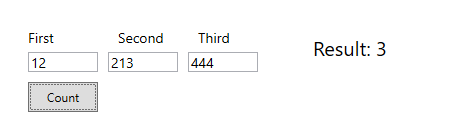 First Second Third
Result: 3
12 213 444
Count